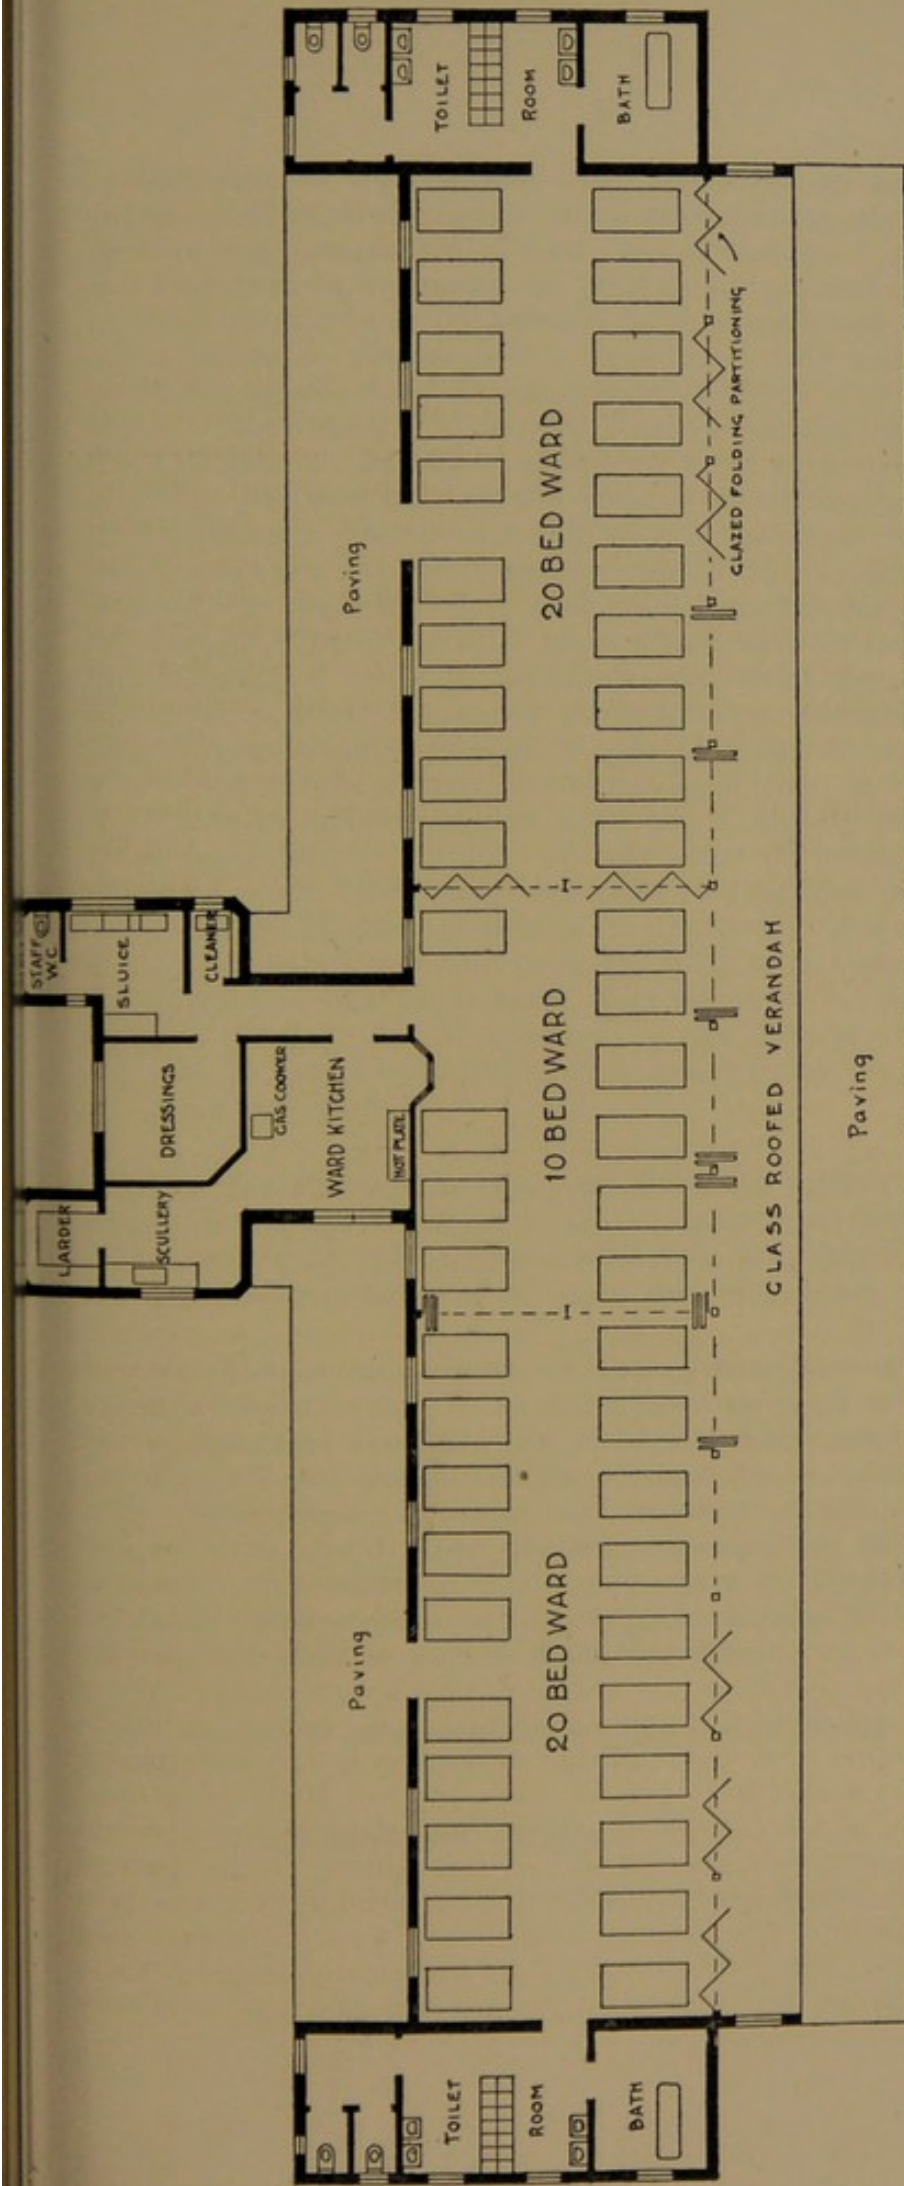 STAFF
W.C
SLUICE
CLEANER
LARDER
SCULLERY
DRESSINGS
GAS COOKER
WARD KITCHEN
HOT PLATE
Paving
Paving
TOILET
ROOM
BATH
20 BED WARD
10 BED WARD
20 BED WARD
TOILET
ROOM
BATH
GLAZED FOLDING PARTITIONING
GLASS ROOFED VERANDAH
Paving